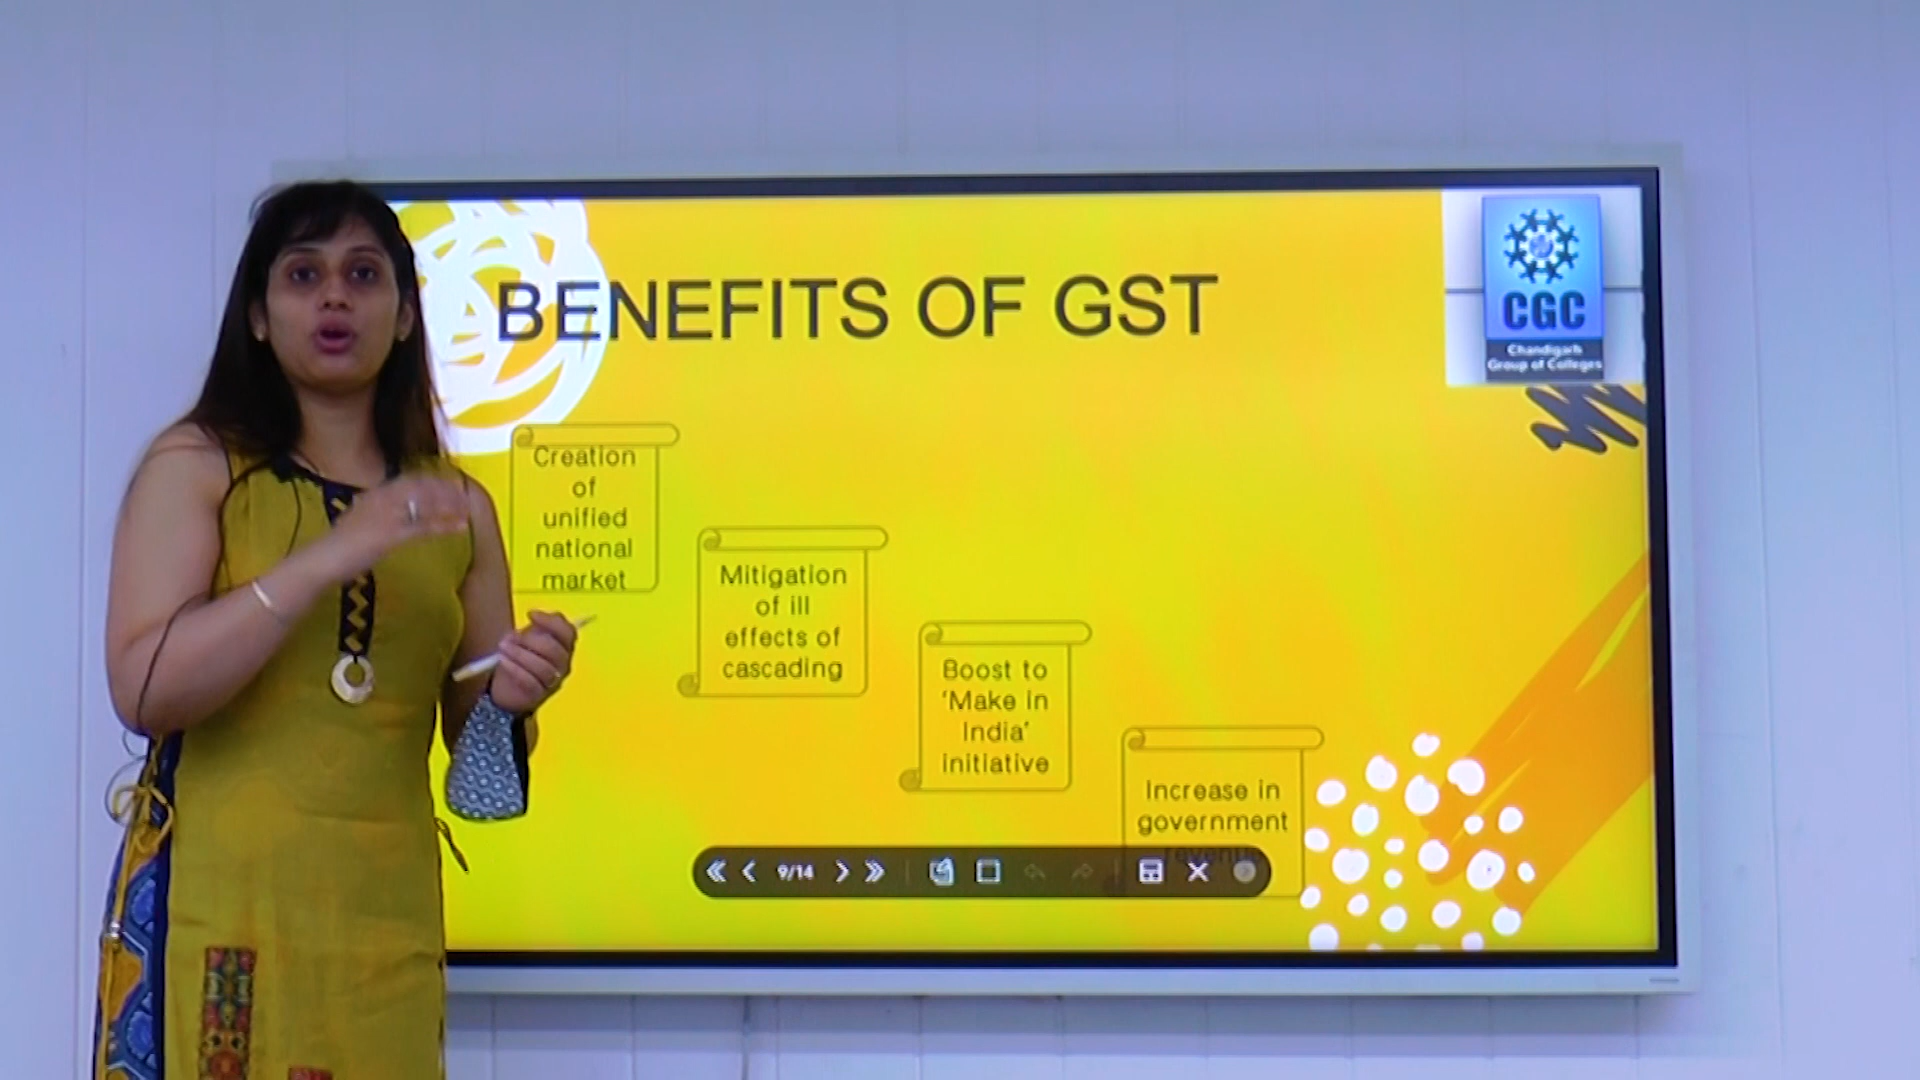 BENEFITS OF GST
CGC
Chandigarh
Group of Colleges
Creation
of
unified
national
market
Mitigation
of ill
effects of
cascading
Boost to
‘Make in
India’
initiative
Increase in
government
revenue
9/14